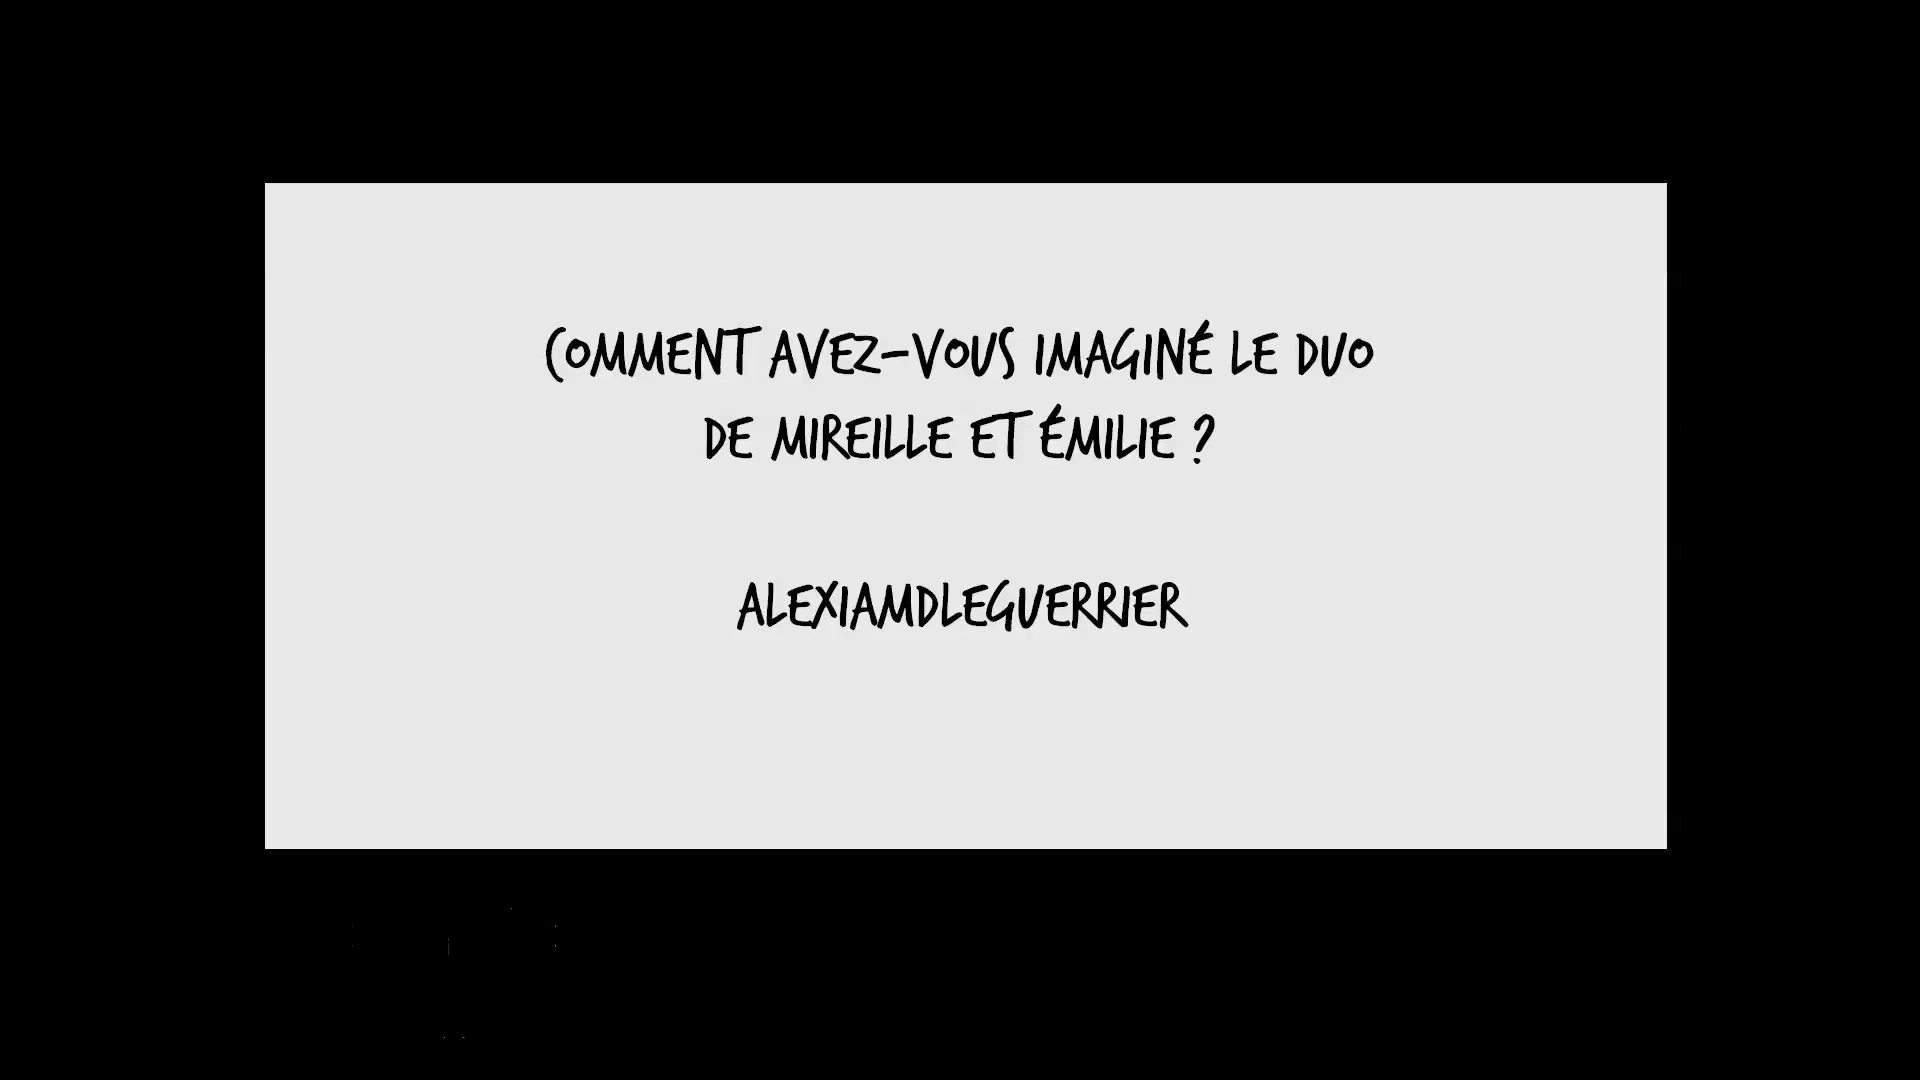 COMMENT AVEZ-VOUS IMAGINÉ LE DUO
DE MIREILLE ET ÉMILIE ?
ALEXIAMDLEGUERRIER